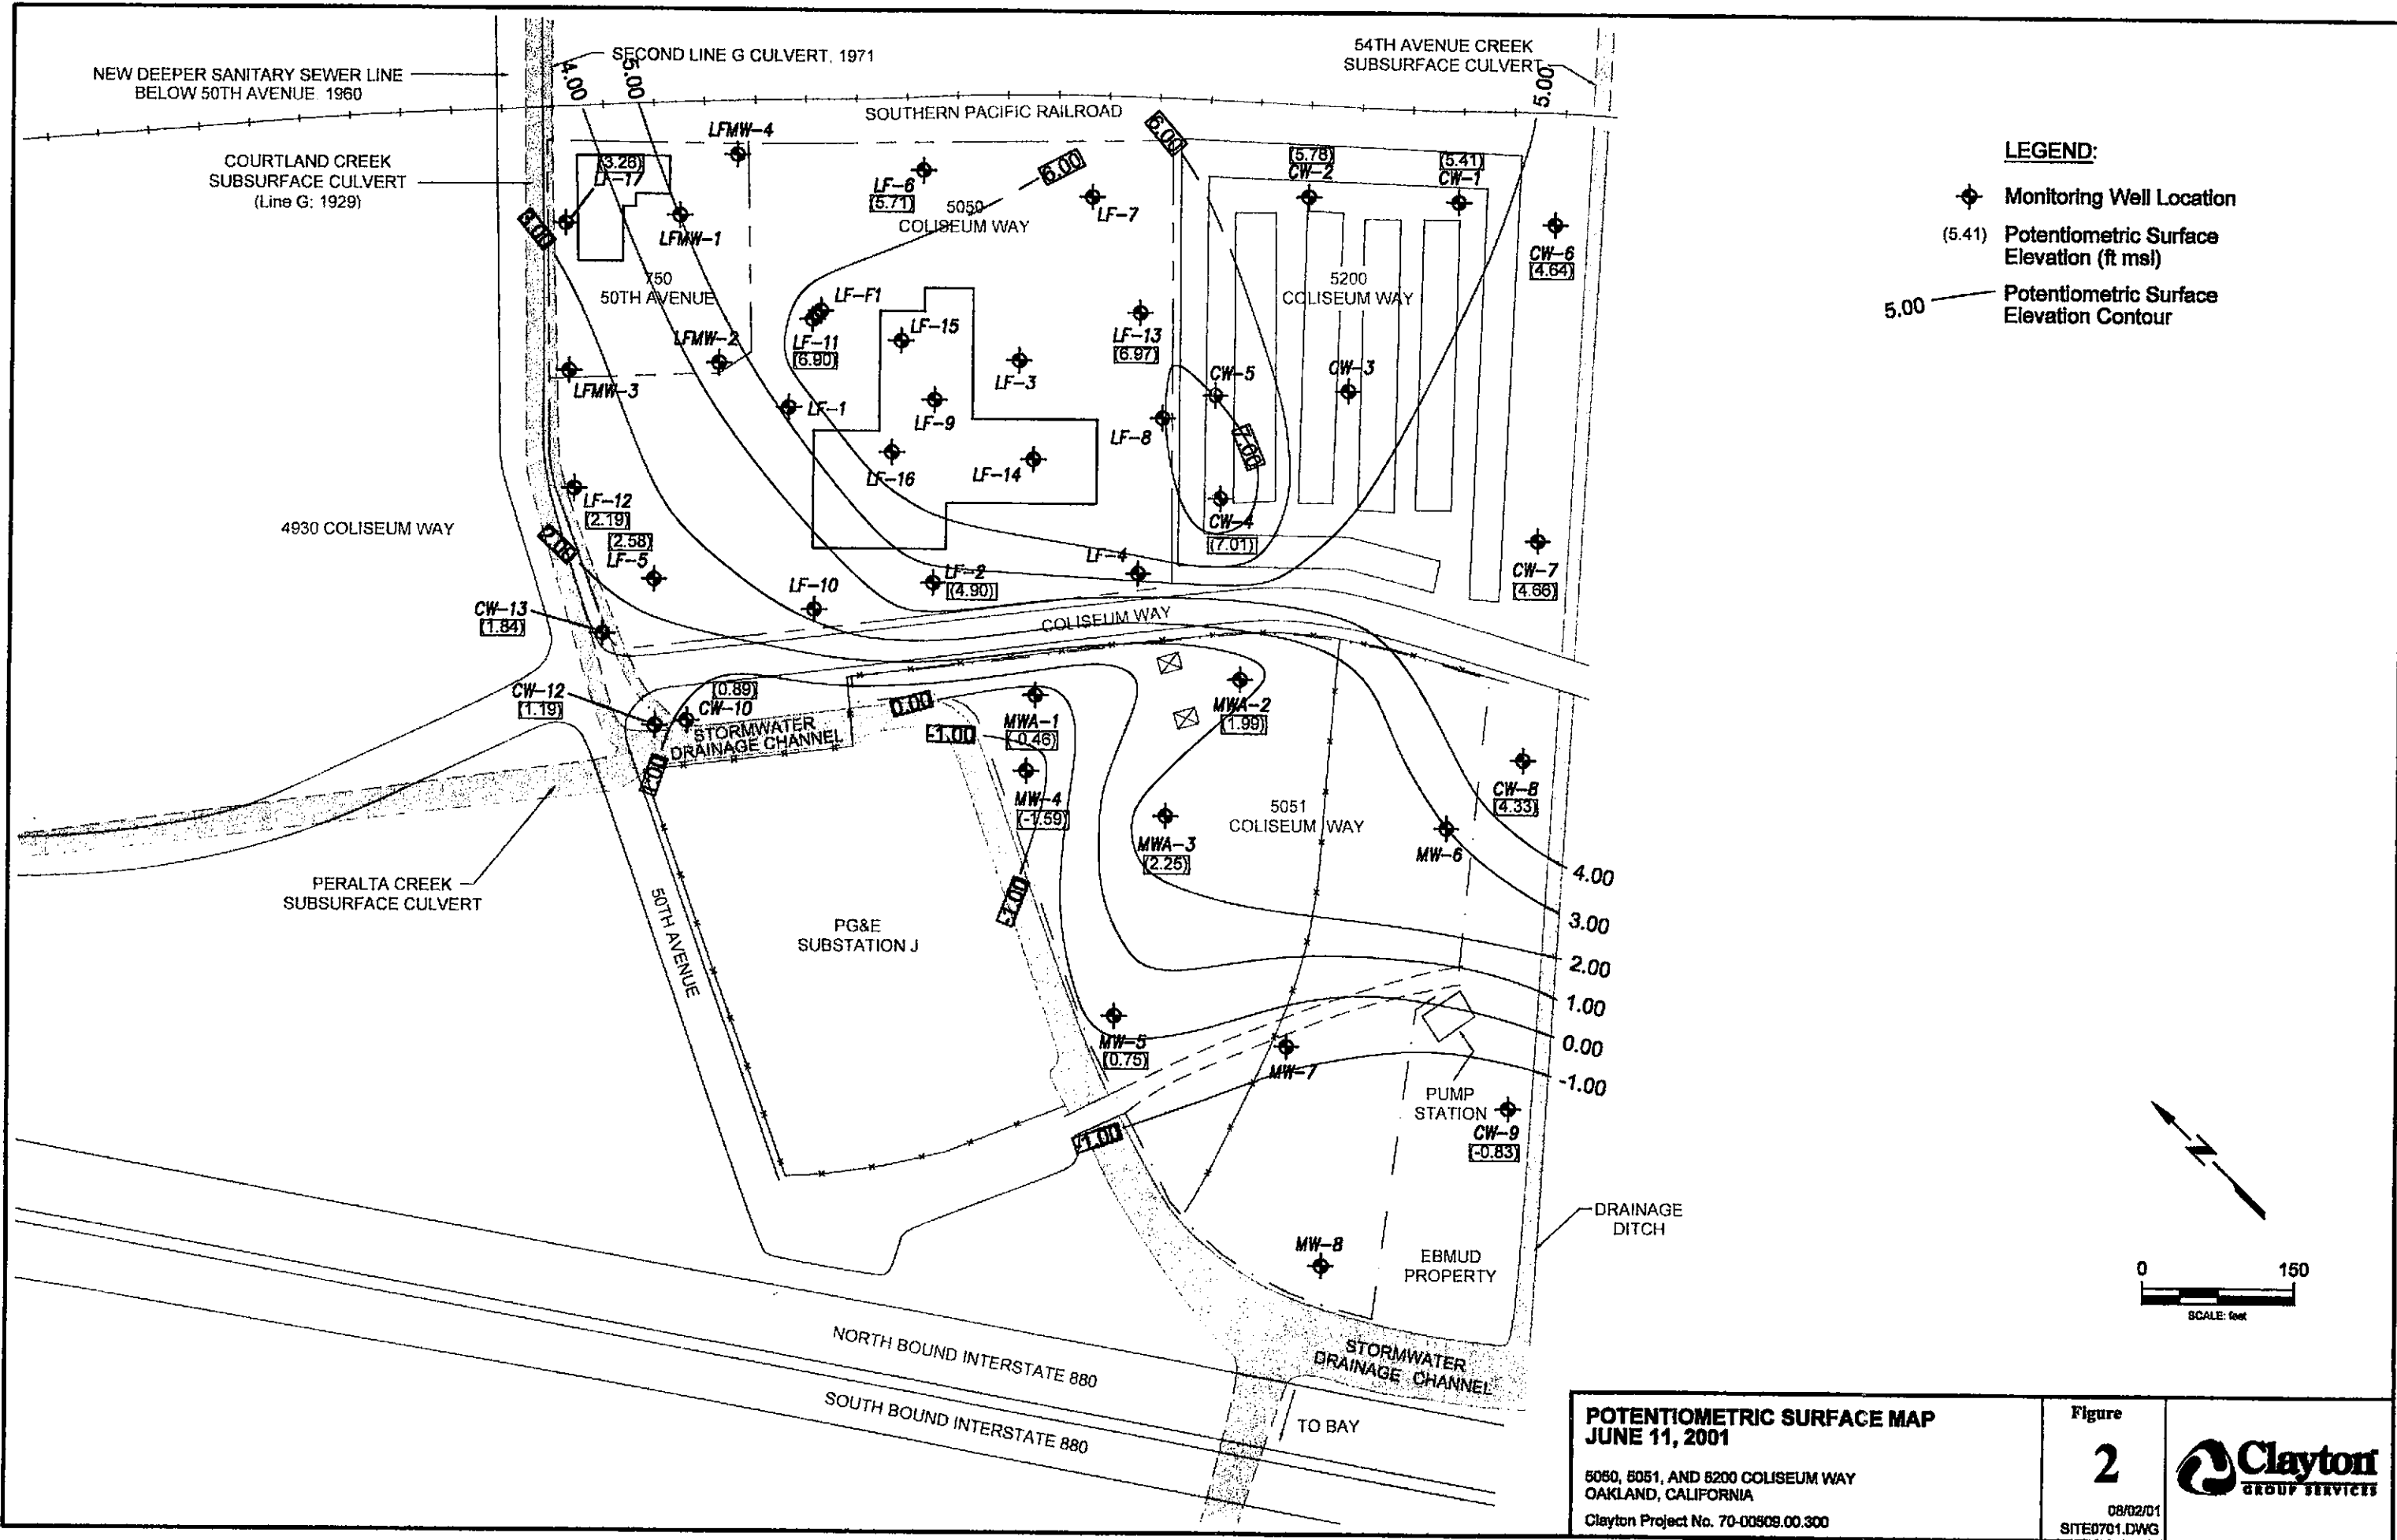 SECOND LINE G CULVERT, 1971
54TH AVENUE CREEK
SUBSURFACE CULVERT
NEW DEEPER SANITARY SEWER LINE
BELOW 50TH AVENUE 1960
4.00
5.00
5.00
SOUTHERN PACIFIC RAILROAD
6.00
LFMW-4
COURTLAND CREEK
SUBSURFACE CULVERT
(Line G: 1929)
(3.26)
LF-17
LF-6
(5.71)
6.00
5050
COLISEUM WAY
LF-7
(5.78)
CW-2
(5.41)
CW-1
LEGEND:
Monitoring Well Location
(5.41) Potentiometric Surface
Elevation (ft msl)
5.00 Potentiometric Surface
Elevation Contour
3.00
LFMW-1
CW-6
(4.64)
750
50TH AVENUE
5200
COLISEUM WAY
LF-F1
LF-11
(6.90)
LF-15
LF-13
(6.97)
LFMW-2
LFMW-3
LF-3
CW-5
CW-3
LF-1
LF-9
LF-8
7.00
LF-16
LF-14
LF-12
(2.19)
4930 COLISEUM WAY
2.00
(2.58)
LF-5
CW-4
(7.01)
LF-4
LF-2
(4.90)
CW-7
(4.66)
LF-10
CW-13
(1.84)
COLISEUM WAY
CW-12
(1.19)
(0.89)
CW-10
0.00
STORMWATER
DRAINAGE CHANNEL
MWA-1
(-0.46)
MWA-2
(1.99)
-1.00
1.00
MW-4
(-1.59)
CW-8
(4.33)
5051
COLISEUM WAY
MWA-3
(2.25)
MW-6
4.00
PERALTA CREEK
SUBSURFACE CULVERT
-1.00
3.00
50TH AVENUE
PG&E
SUBSTATION J
2.00
1.00
0.00
MW-5
(0.75)
MW-7
-1.00
PUMP
STATION
-1.00
CW-9
(-0.83)
DRAINAGE
DITCH
N
MW-8
EBMUD
PROPERTY
0 150
SCALE: feet
NORTH BOUND INTERSTATE 880
STORMWATER
DRAINAGE CHANNEL
SOUTH BOUND INTERSTATE 880
TO BAY
POTENTIOMETRIC SURFACE MAP
JUNE 11, 2001
5050, 5051, AND 5200 COLISEUM WAY
OAKLAND, CALIFORNIA
Clayton Project No. 70-00509.00.300
Figure
2
08/02/01
SITE0701.DWG
Clayton
GROUP SERVICES